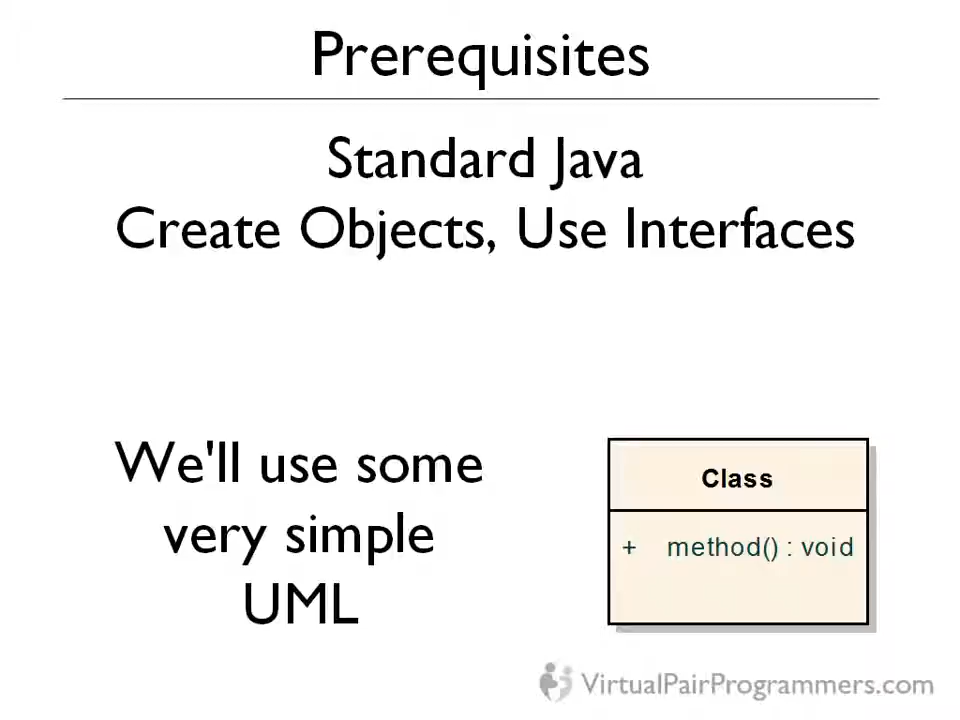 Prerequisites
Standard Java
Create Objects, Use Interfaces
We'll use some
very simple
UML
Class
+ method() : void
VirtualPairProgrammers.com